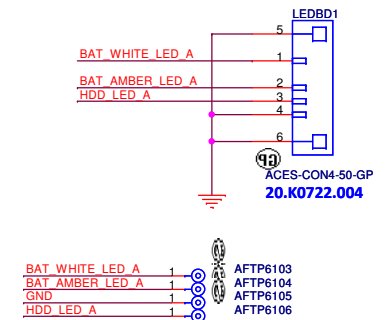 LEDBD1
5
BAT_WHITE_LED_A 1
BAT_AMBER_LED_A 2
HDD_LED_A 3
4
6
ACES-CON4-50-GP
20.K0722.004
BAT_WHITE_LED_A 1 AFTP6103
BAT_AMBER_LED_A 1 AFTP6104
GND 1 AFTP6105
HDD_LED_A 1 AFTP6106